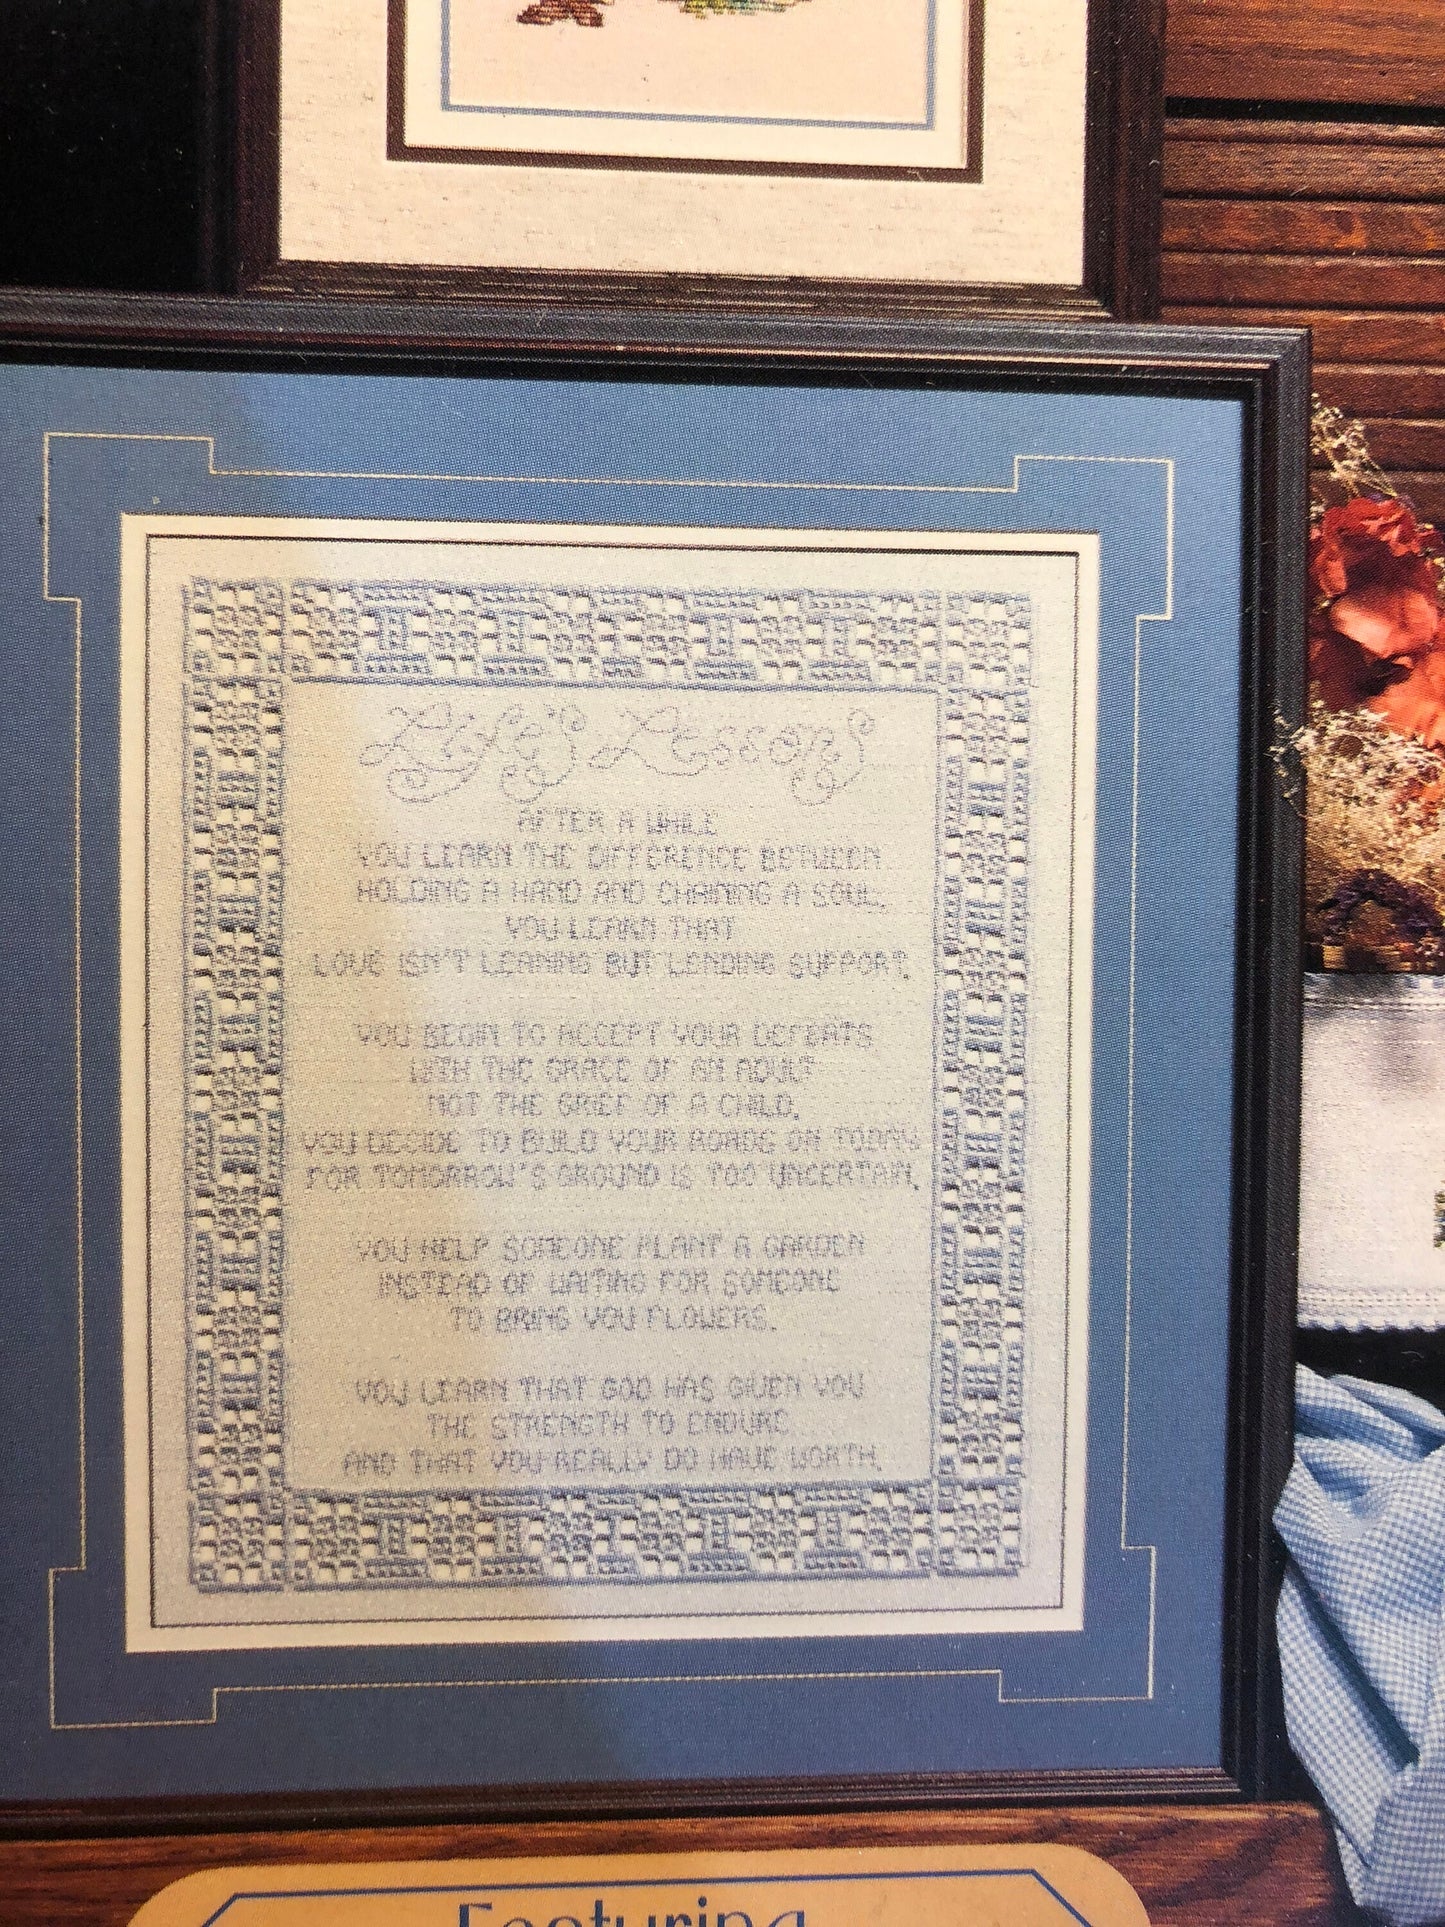 Life's Lessons
AFTER A WHILE
YOU LEARN THE DIFFERENCE BETWEEN
HOLDING A HAND AND CHAINING A SOUL.
YOU LEARN THAT
LOVE ISN'T LEANING BUT LENDING SUPPORT.
YOU BEGIN TO ACCEPT YOUR DEFEATS
WITH THE GRACE OF AN ADULT
NOT THE GRIEF OF A CHILD.
YOU DECIDE TO BUILD YOUR ROADS ON TODAY
FOR TOMORROW'S GROUND IS TOO UNCERTAIN.
YOU HELP SOMEONE PLANT A GARDEN
INSTEAD OF WAITING FOR SOMEONE
TO BRING YOU FLOWERS.
YOU LEARN THAT GOD HAS GIVEN YOU
THE STRENGTH TO ENDURE
AND THAT YOU REALLY DO HAVE WORTH.
Featuring